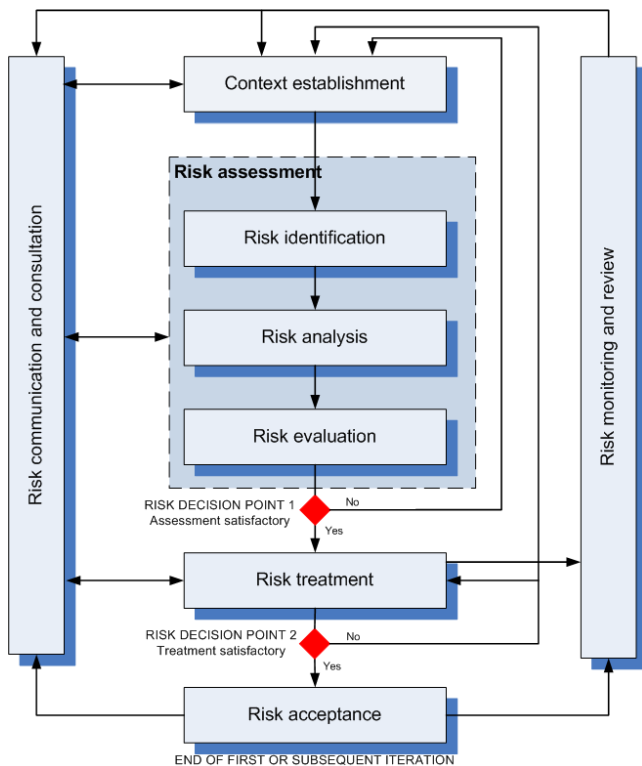 Context establishment
Risk assessment
Risk identification
Risk analysis
Risk evaluation
RISK DECISION POINT 1
Assessment satisfactory
No
Yes
Risk treatment
RISK DECISION POINT 2
Treatment satisfactory
No
Yes
Risk acceptance
END OF FIRST OR SUBSEQUENT ITERATION
Risk communication and consultation
Risk monitoring and review